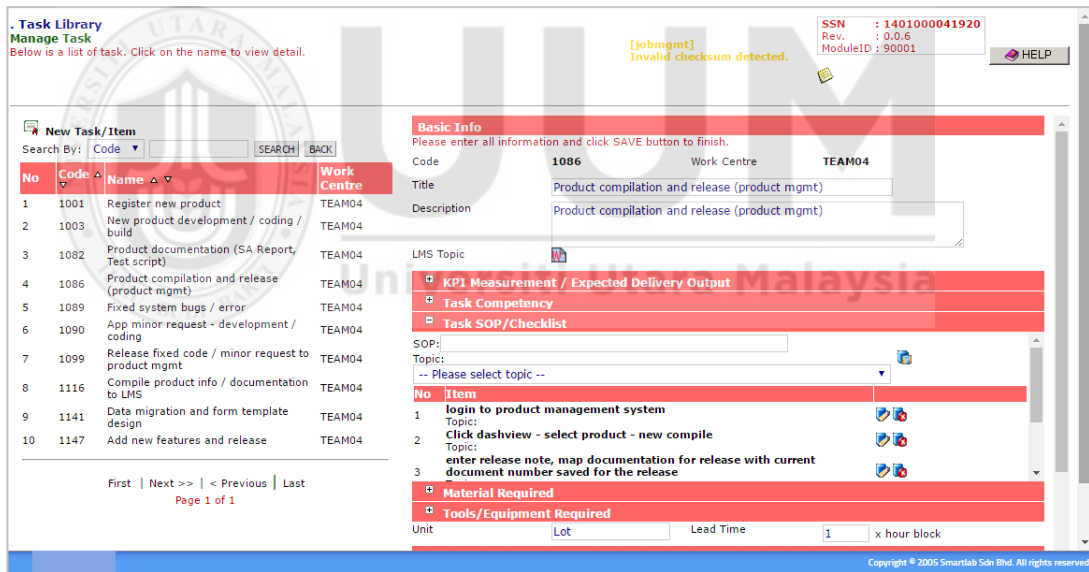 . Task Library
Manage Task
Below is a list of task. Click on the name to view detail.
[jobmgmt]
Invalid checksum detected.
SSN : 1401000041920
Rev. : 0.0.6
ModuleID : 90001
HELP
New Task/Item
Search By: Code SEARCH BACK
No Code Name Work Centre
1 1001 Register new product TEAM04
2 1003 New product development / coding / build TEAM04
3 1082 Product documentation (SA Report, Test script) TEAM04
4 1086 Product compilation and release (product mgmt) TEAM04
5 1089 Fixed system bugs / error TEAM04
6 1090 App minor request - development / coding TEAM04
7 1099 Release fixed code / minor request to product mgmt TEAM04
8 1116 Compile product info / documentation to LMS TEAM04
9 1141 Data migration and form template design TEAM04
10 1147 Add new features and release TEAM04
First | Next >> | < Previous | Last
Page 1 of 1
Basic Info
Please enter all information and click SAVE button to finish.
Code 1086 Work Centre TEAM04
Title Product compilation and release (product mgmt)
Description Product compilation and release (product mgmt)
LMS Topic
KPI Measurement / Expected Delivery Output
Task Competency
Task SOP/Checklist
SOP:
Topic:
-- Please select topic --
No Item
1 login to product management system
Topic:
2 Click dashview - select product - new compile
Topic:
3 enter release note, map documentation for release with current document number saved for the release
Material Required
Tools/Equipment Required
Unit Lot Lead Time 1 x hour block
Copyright © 2005 Smartlab Sdn Bhd. All rights reserved
UUM
Universiti Utara Malaysia
UNIVERSITI UTARA MALAYSIA